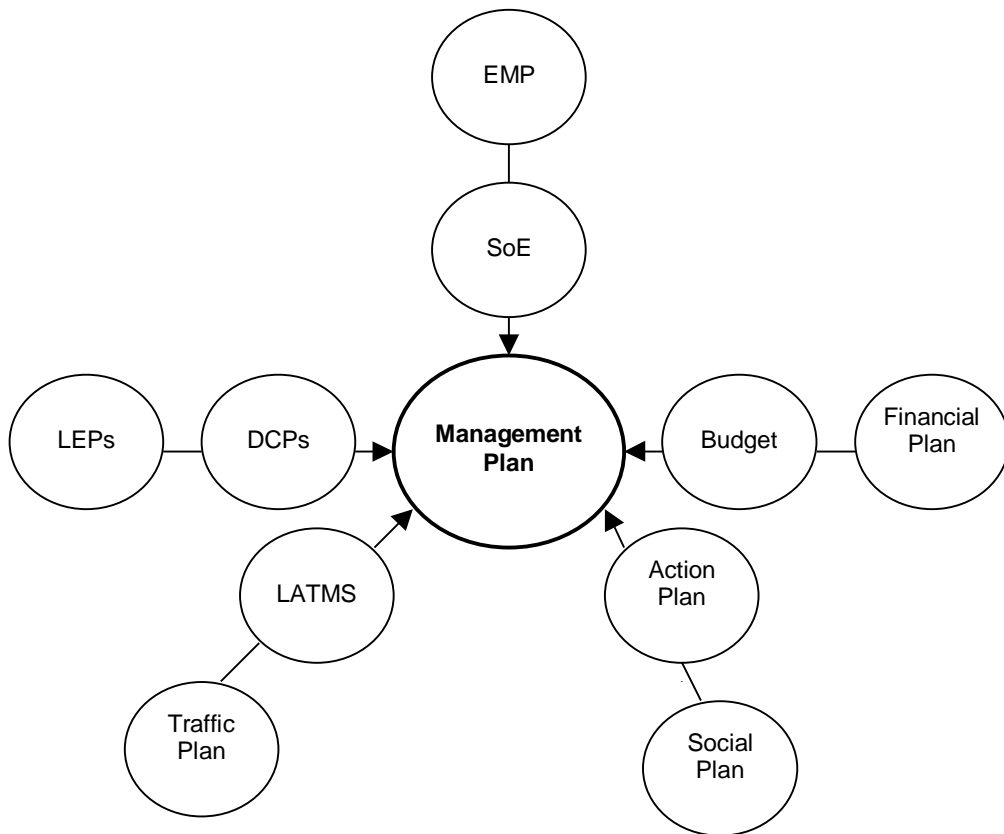 EMP
SoE
LEPs
DCPs
Management
Plan
Budget
Financial
Plan
LATMS
Action
Plan
Traffic
Plan
Social
Plan